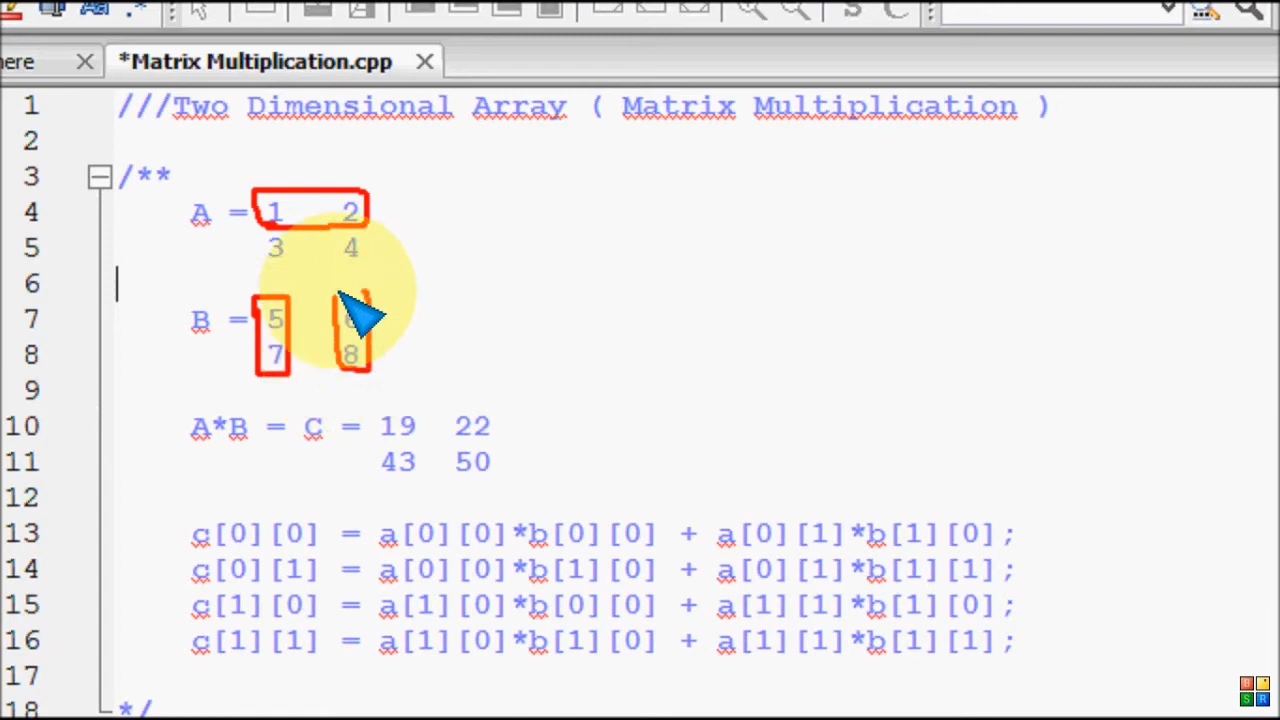 here
*Matrix Multiplication.cpp
1 ///Two Dimensional Array ( Matrix Multiplication )
2
3 /**
4 A = 1 2
5 3 4
6
7 B = 5 6
8 7 8
9
10 A*B = C = 19 22
11 43 50
12
13 c[0][0] = a[0][0]*b[0][0] + a[0][1]*b[1][0];
14 c[0][1] = a[0][0]*b[1][0] + a[0][1]*b[1][1];
15 c[1][0] = a[1][0]*b[0][0] + a[1][1]*b[1][0];
16 c[1][1] = a[1][0]*b[1][0] + a[1][1]*b[1][1];
17
18 */